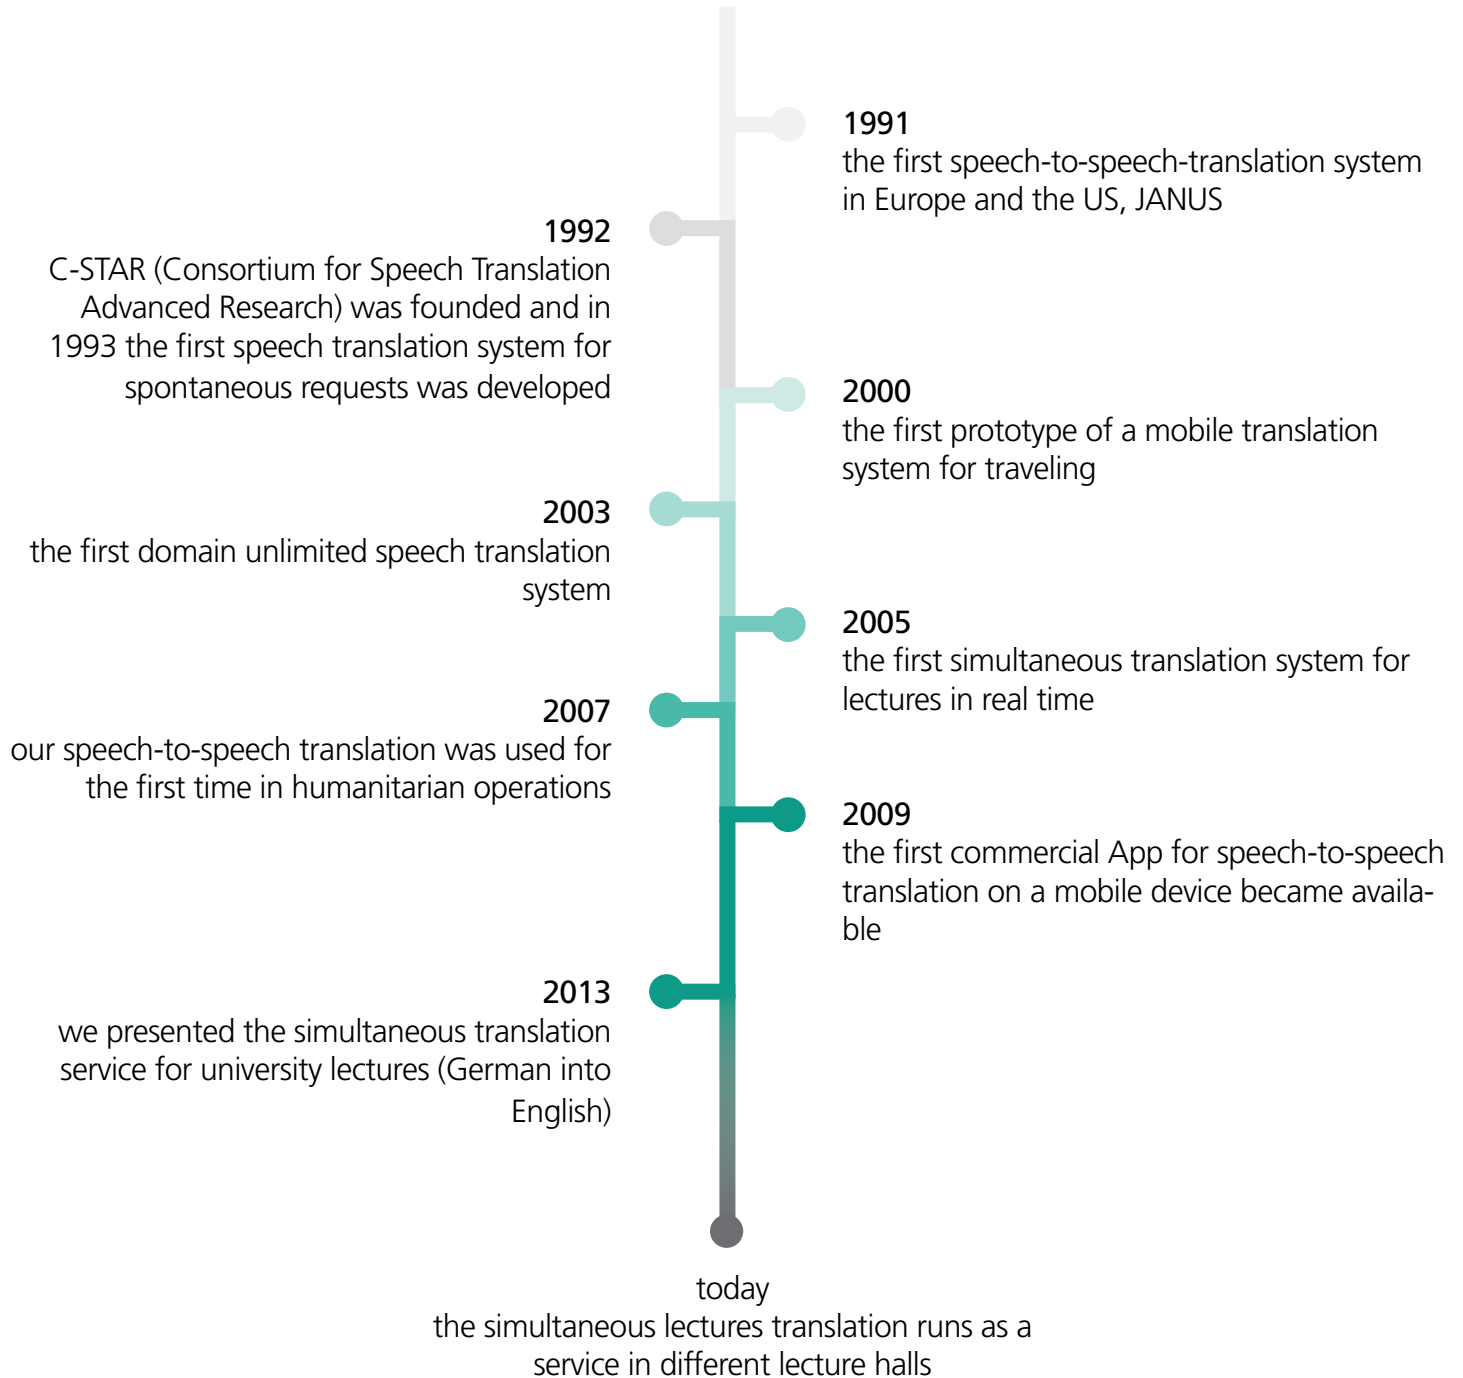 1991
the first speech-to-speech-translation system
in Europe and the US, JANUS
1992
C-STAR (Consortium for Speech Translation
Advanced Research) was founded and in
1993 the first speech translation system for
spontaneous requests was developed
2000
the first prototype of a mobile translation
system for traveling
2003
the first domain unlimited speech translation
system
2005
the first simultaneous translation system for
lectures in real time
2007
our speech-to-speech translation was used for
the first time in humanitarian operations
2009
the first commercial App for speech-to-speech
translation on a mobile device became availa-
ble
2013
we presented the simultaneous translation
service for university lectures (German into
English)
today
the simultaneous lectures translation runs as a
service in different lecture halls